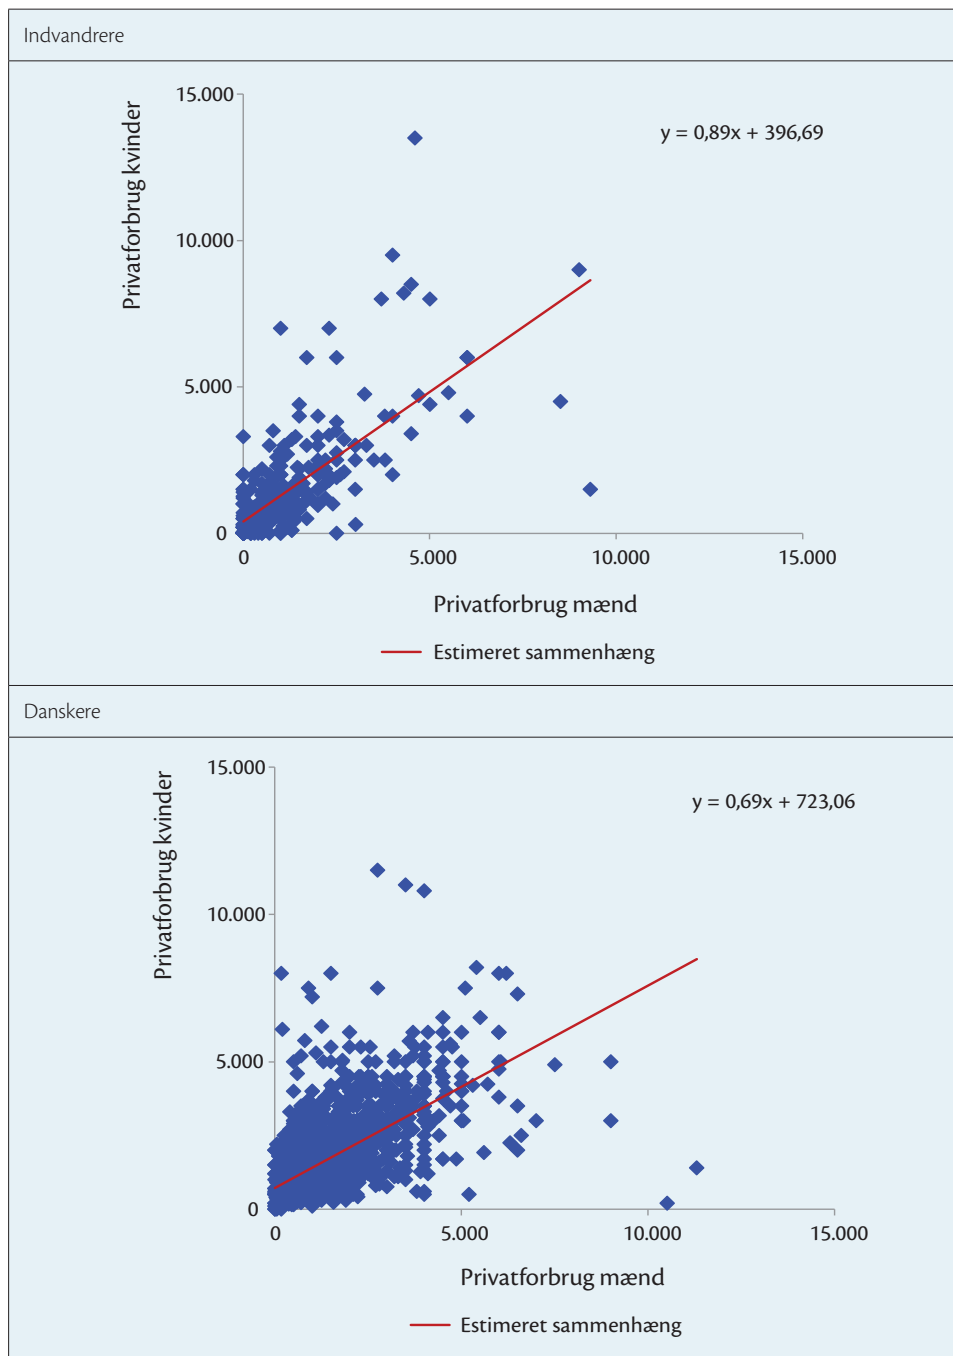 Indvandrere
Privatforbrug kvinder
15.000
y = 0,89x + 396,69
10.000
5.000
0
0 5.000 10.000 15.000
Privatforbrug mænd
Estimeret sammenhæng
Danskere
Privatforbrug kvinder
15.000
y = 0,69x + 723,06
10.000
5.000
0
0 5.000 10.000 15.000
Privatforbrug mænd
Estimeret sammenhæng